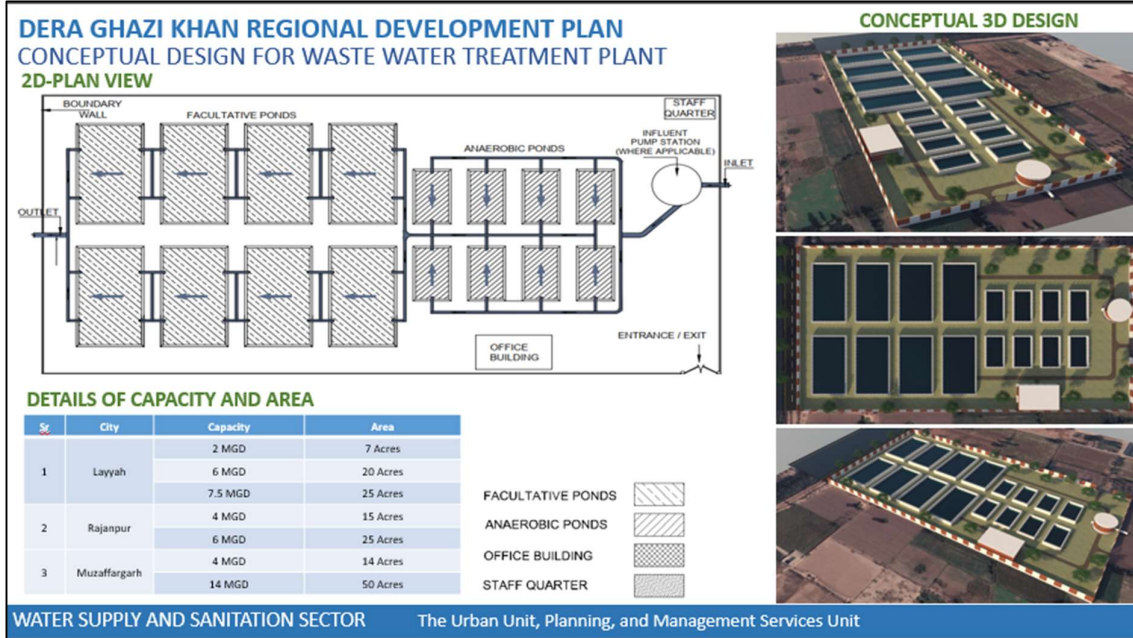 DERA GHAZI KHAN REGIONAL DEVELOPMENT PLAN
CONCEPTUAL DESIGN FOR WASTE WATER TREATMENT PLANT
2D-PLAN VIEW
BOUNDARY
WALL
FACULTATIVE PONDS
ANAEROBIC PONDS
STAFF
QUARTER
INFLUENT
PUMP STATION
(WHERE APPLICABLE)
INLET
OUTLET
OFFICE
BUILDING
ENTRANCE / EXIT
CONCEPTUAL 3D DESIGN
DETAILS OF CAPACITY AND AREA
Sr City Capacity Area
1 Layyah 2 MGD 7 Acres
6 MGD 20 Acres
7.5 MGD 25 Acres
2 Rajanpur 4 MGD 15 Acres
6 MGD 25 Acres
3 Muzaffargarh 4 MGD 14 Acres
14 MGD 50 Acres
FACULTATIVE PONDS
ANAEROBIC PONDS
OFFICE BUILDING
STAFF QUARTER
WATER SUPPLY AND SANITATION SECTOR The Urban Unit, Planning, and Management Services Unit